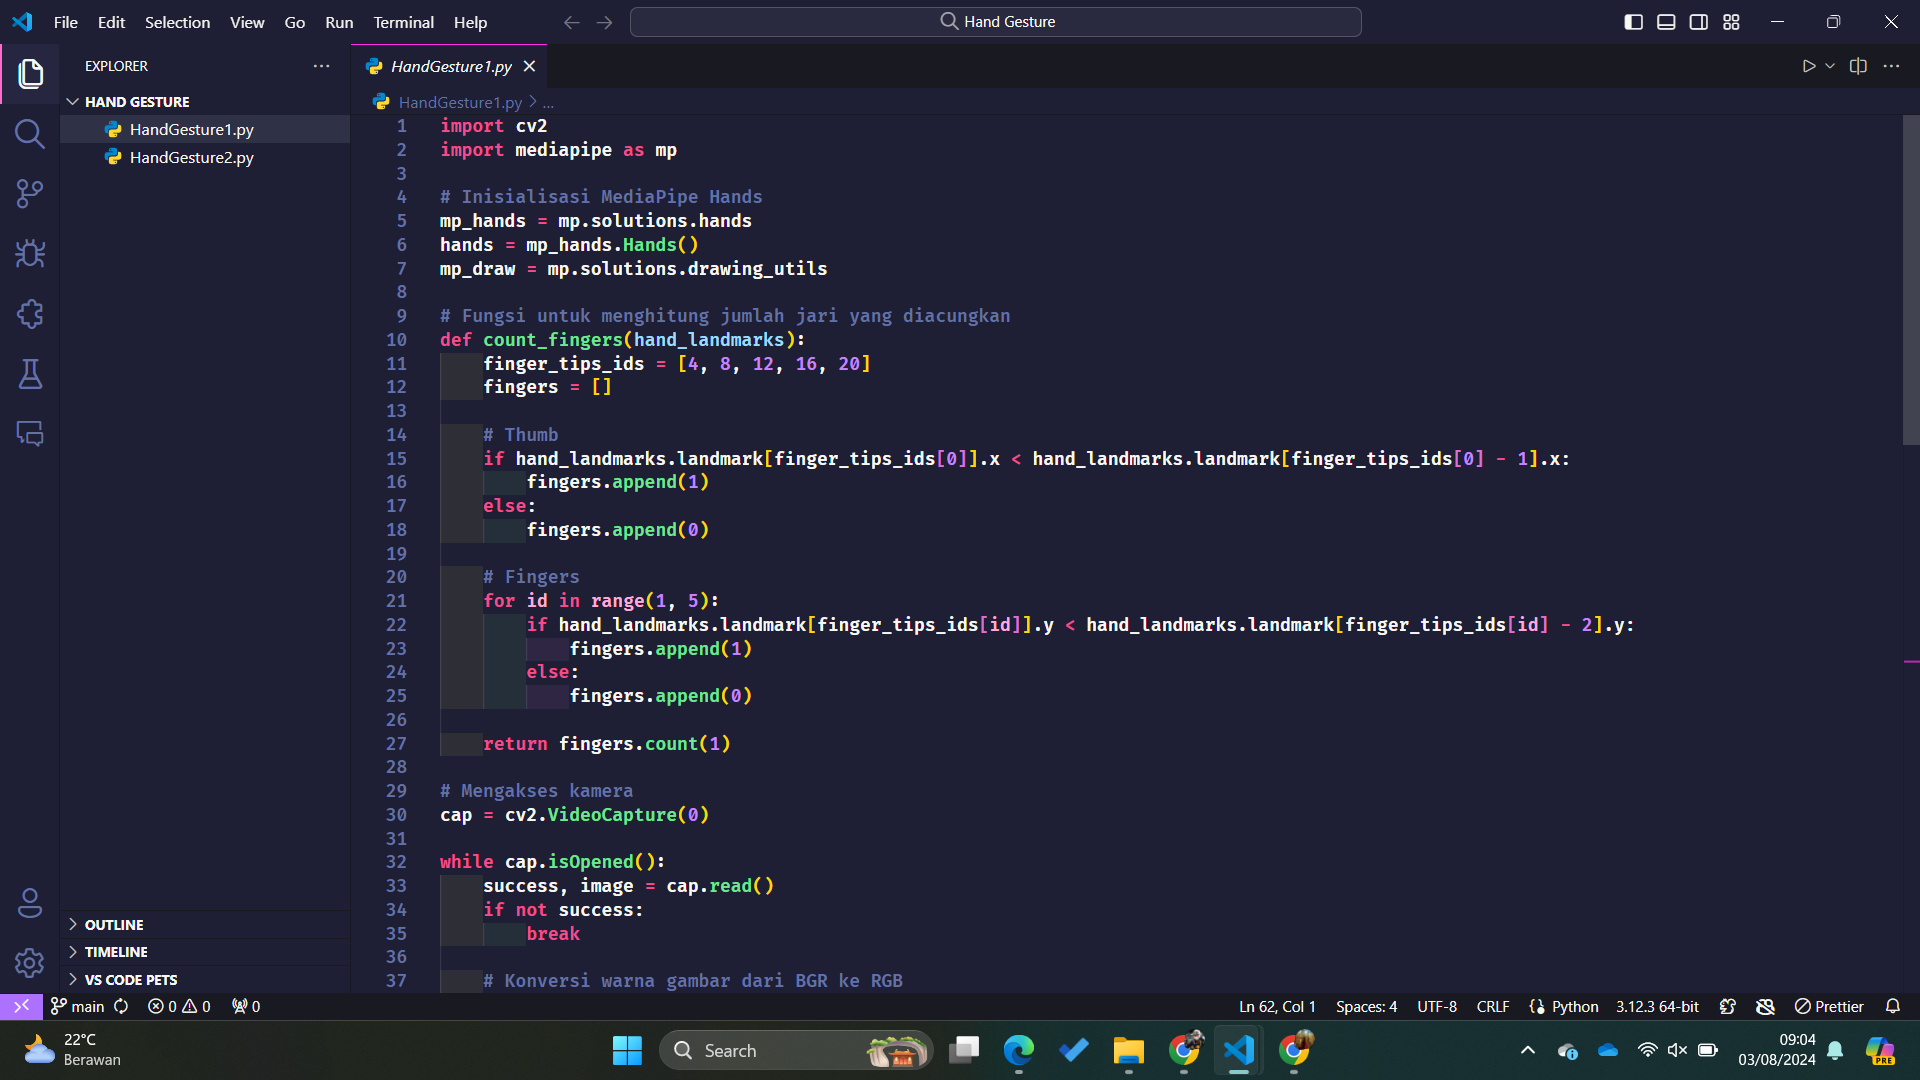 File Edit Selection View Go Run Terminal Help
Hand Gesture
EXPLORER
HAND GESTURE
HandGesture1.py
HandGesture2.py
OUTLINE
TIMELINE
VS CODE PETS
HandGesture1.py
HandGesture1.py > ...
1 import cv2
2 import mediapipe as mp
3
4 # Inisialisasi MediaPipe Hands
5 mp_hands = mp.solutions.hands
6 hands = mp_hands.Hands()
7 mp_draw = mp.solutions.drawing_utils
8
9 # Fungsi untuk menghitung jumlah jari yang diacungkan
10 def count_fingers(hand_landmarks):
11     finger_tips_ids = [4, 8, 12, 16, 20]
12     fingers = []
13
14     # Thumb
15     if hand_landmarks.landmark[finger_tips_ids[0]].x < hand_landmarks.landmark[finger_tips_ids[0] - 1].x:
16         fingers.append(1)
17     else:
18         fingers.append(0)
19
20     # Fingers
21     for id in range(1, 5):
22         if hand_landmarks.landmark[finger_tips_ids[id]].y < hand_landmarks.landmark[finger_tips_ids[id] - 2].y:
23             fingers.append(1)
24         else:
25             fingers.append(0)
26
27     return fingers.count(1)
28
29 # Mengakses kamera
30 cap = cv2.VideoCapture(0)
31
32 while cap.isOpened():
33     success, image = cap.read()
34     if not success:
35         break
36
37     # Konversi warna gambar dari BGR ke RGB
main 0 0 0
Ln 62, Col 1 Spaces: 4 UTF-8 CRLF Python 3.12.3 64-bit Prettier
22°C
Berawan
Search
PRE
09:04
03/08/2024